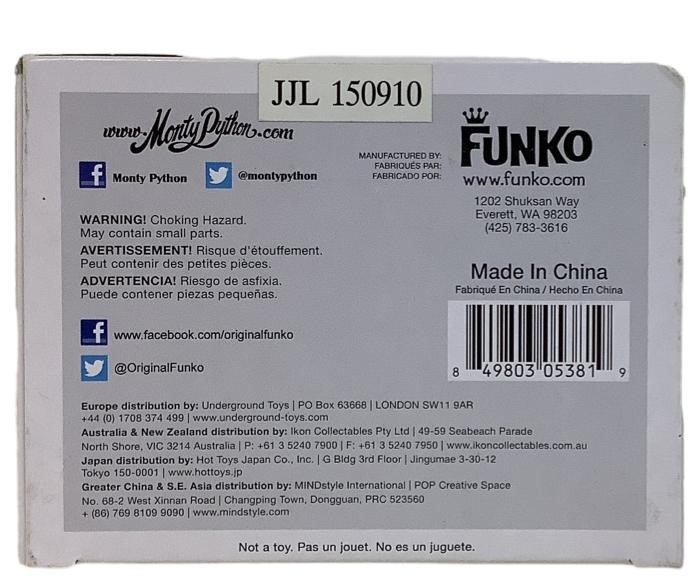 JJL 150910
www.MontyPython.com
Monty Python @montypython
MANUFACTURED BY:
FABRIQUÉS PAR:
FABRICADO POR:
FUNKO
www.funko.com
1202 Shuksan Way
Everett, WA 98203
(425) 783-3616
WARNING! Choking Hazard.
May contain small parts.
AVERTISSEMENT! Risque d'étouffement.
Peut contenir des petites pièces.
ADVERTENCIA! Riesgo de asfixia.
Puede contener piezas pequeñas.
Made In China
Fabriqué En China / Hecho En China
8 49803 05381 9
www.facebook.com/originalfunko
@OriginalFunko
Europe distribution by: Underground Toys | PO Box 63668 | LONDON SW11 9AR
+44 (0) 1708 374 499 | www.underground-toys.com
Australia & New Zealand distribution by: Ikon Collectables Pty Ltd | 49-59 Seabeach Parade
North Shore, VIC 3214 Australia | P: +61 3 5240 7900 | F: +61 3 5240 7950 | www.ikoncollectables.com.au
Japan distribution by: Hot Toys Japan Co., Inc. | G Bldg 3rd Floor | Jingumae 3-30-12
Tokyo 150-0001 | www.hottoys.jp
Greater China & S.E. Asia distribution by: MINDstyle International | POP Creative Space
No. 68-2 West Xinnan Road | Changping Town, Dongguan, PRC 523560
+ (86) 769 8109 9090 | www.mindstyle.com
Not a toy. Pas un jouet. No es un juguete.